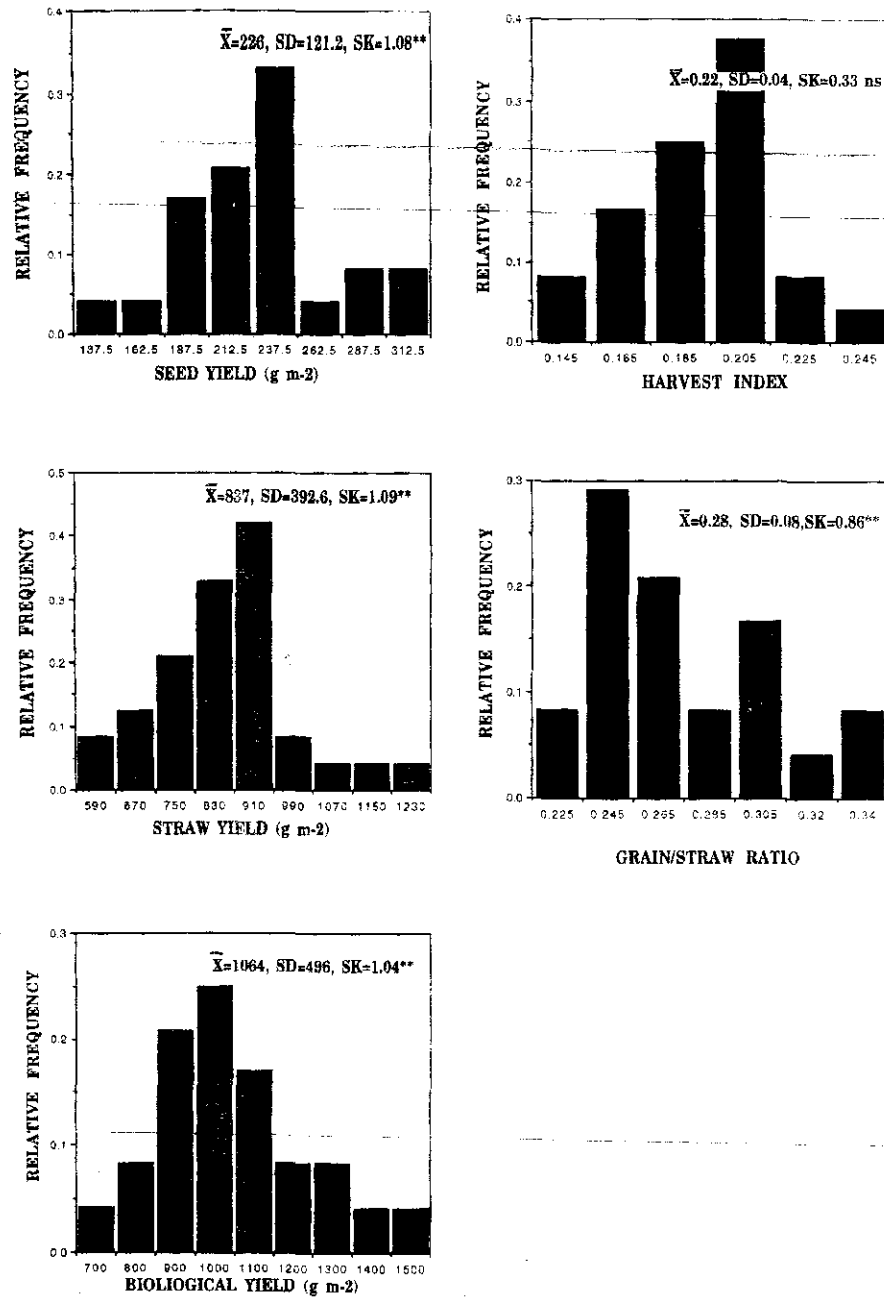 X̄=226, SD=121.2, SK=1.08**
RELATIVE FREQUENCY
0.4
0.3
0.2
0.1
0.0
137.5 162.5 187.5 212.5 237.5 262.5 287.5 312.5
SEED YIELD (g m-2)
X̄=0.22, SD=0.04, SK=0.33 ns
RELATIVE FREQUENCY
0.4
0.3
0.2
0.1
0.0
0.145 0.165 0.185 0.205 0.225 0.245
HARVEST INDEX
X̄=837, SD=392.6, SK=1.09**
RELATIVE FREQUENCY
0.5
0.4
0.3
0.2
0.1
0.0
590 670 750 830 910 990 1070 1150 1230
STRAW YIELD (g m-2)
X̄=0.28, SD=0.08,SK=0.86**
RELATIVE FREQUENCY
0.3
0.2
0.1
0.0
0.225 0.245 0.265 0.305 0.32 0.34
GRAIN/STRAW RATIO
X̄=1064, SD=496, SK=1.04**
RELATIVE FREQUENCY
0.3
0.2
0.1
0.0
700 800 900 1000 1100 1200 1300 1400 1500
BIOLIOGICAL YIELD (g m-2)